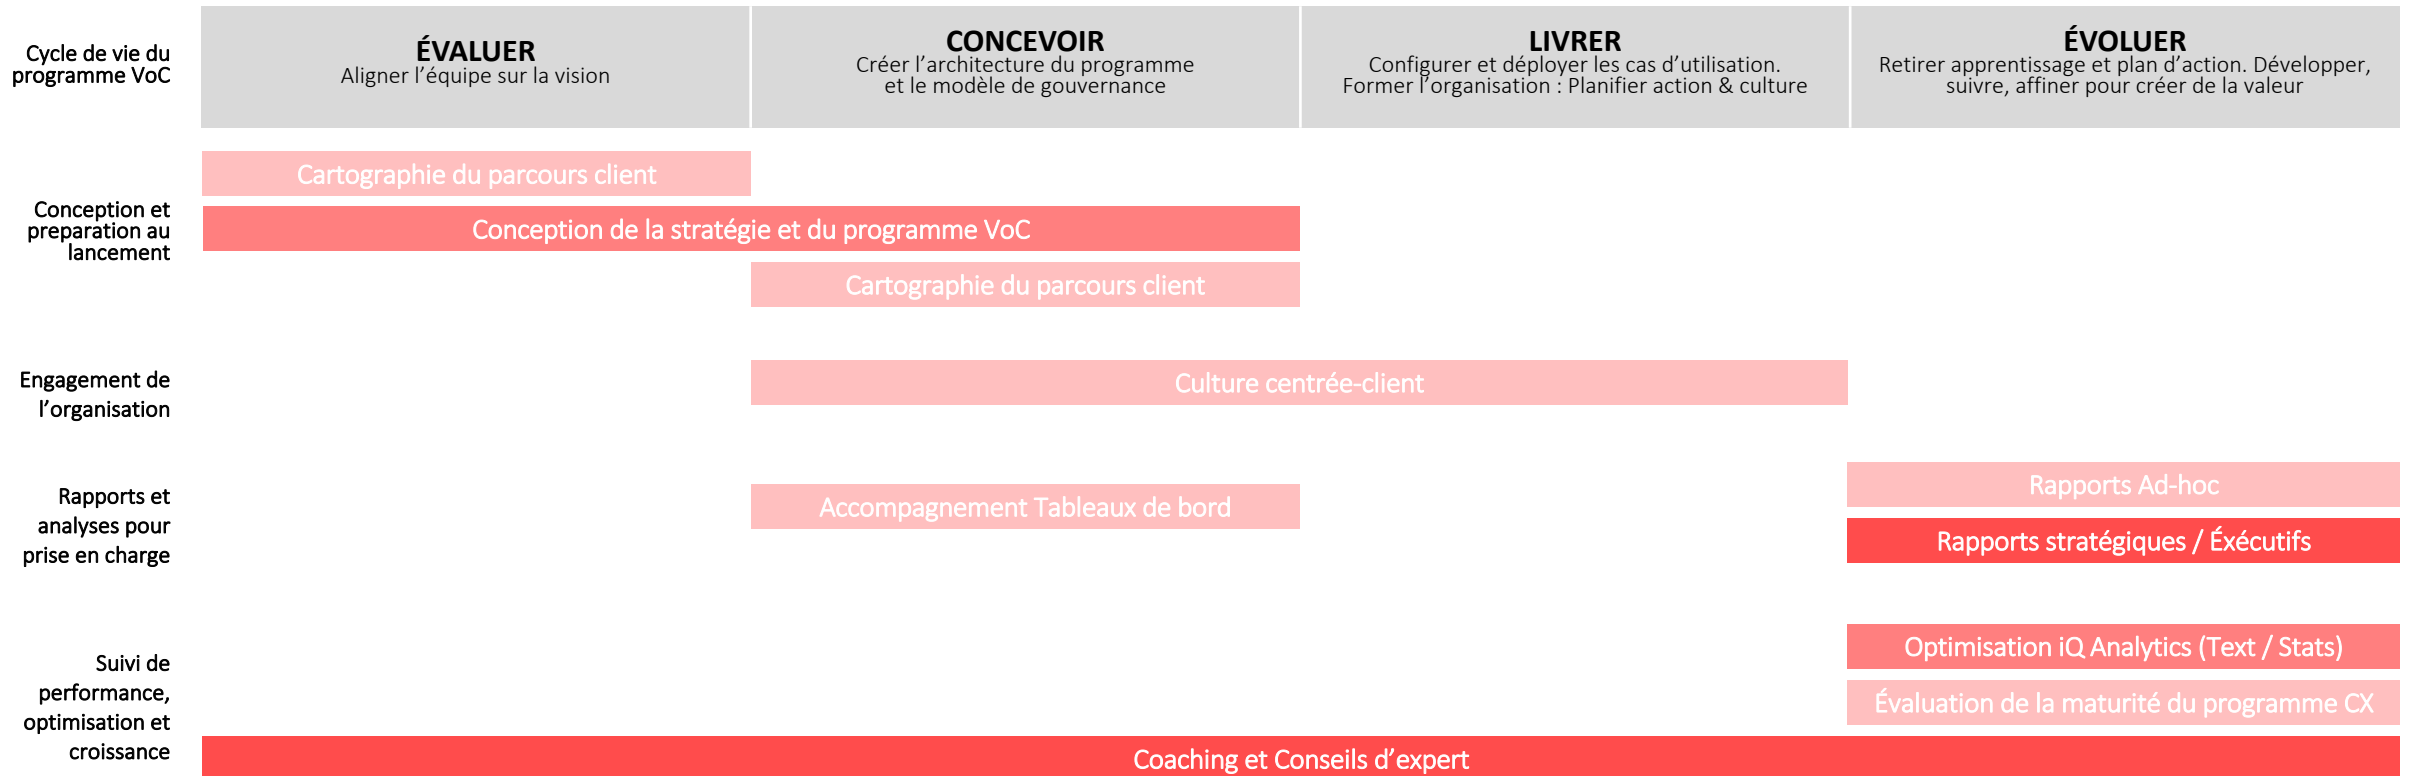 Cycle de vie du
programme VoC
ÉVALUER
Aligner l’équipe sur la vision
CONCEVOIR
Créer l’architecture du programme
et le modèle de gouvernance
LIVRER
Configurer et déployer les cas d’utilisation.
Former l’organisation : Planifier action & culture
ÉVOLUER
Retirer apprentissage et plan d’action. Développer,
suivre, affiner pour créer de la valeur
Conception et
preparation au
lancement
Cartographie du parcours client
Conception de la stratégie et du programme VoC
Cartographie du parcours client
Engagement de
l’organisation
Culture centrée-client
Rapports et
analyses pour
prise en charge
Accompagnement Tableaux de bord
Rapports Ad-hoc
Rapports stratégiques / Éxécutifs
Suivi de
performance,
optimisation et
croissance
Optimisation iQ Analytics (Text / Stats)
Évaluation de la maturité du programme CX
Coaching et Conseils d’expert